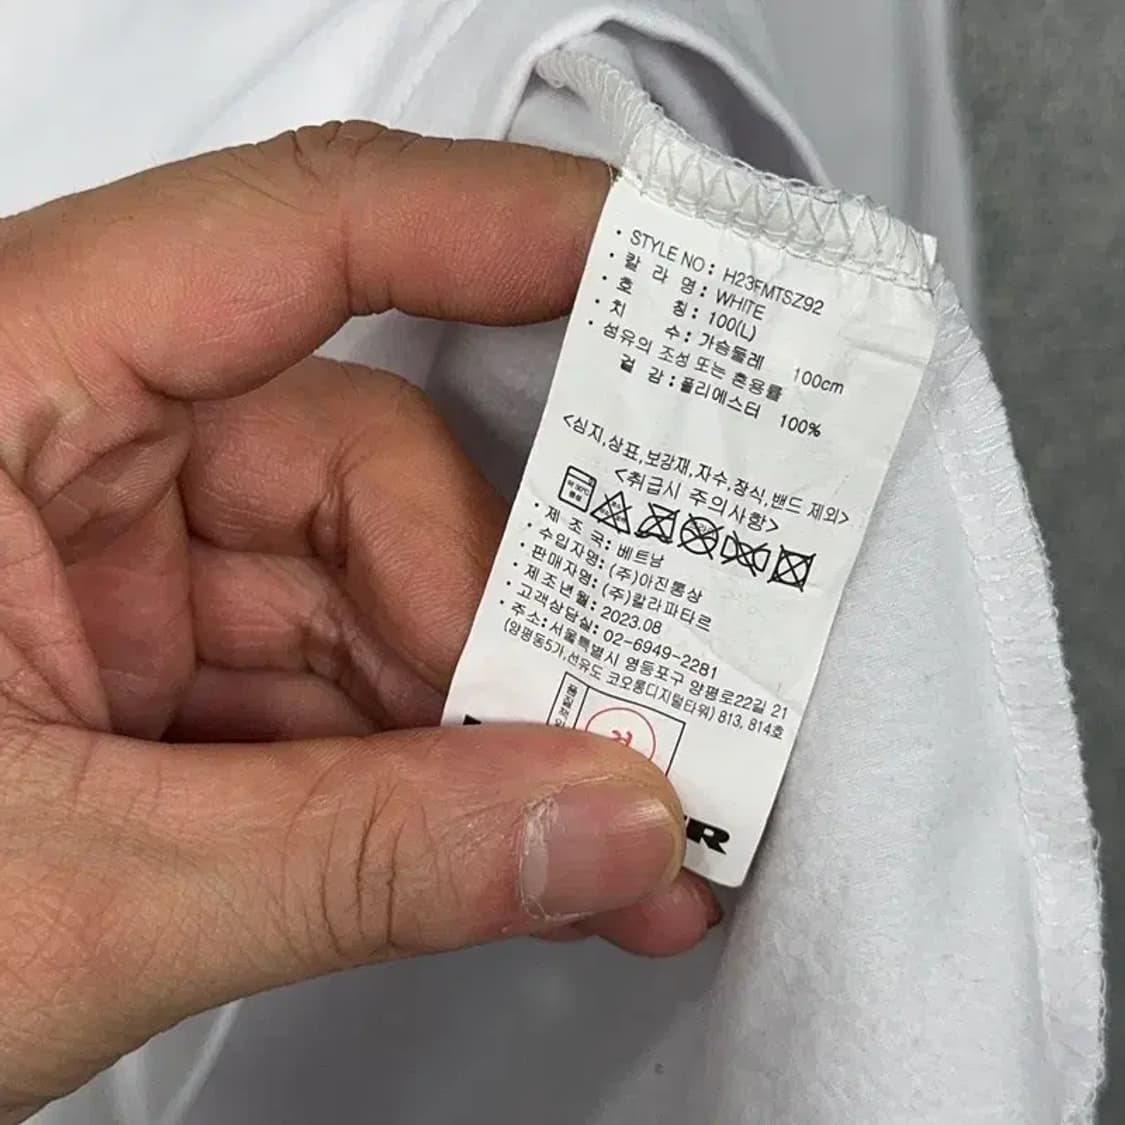 · STYLE NO : H23FMTSZ92
· 칼 라 명 : WHITE
· 호 칭 : 100(L)
· 치 수 : 가슴둘레 100cm
· 섬유의 조성 또는 혼용률
겉 감 : 폴리에스터 100%
<심지,상표,보강재,자수,장식,밴드 제외>
<취급시 주의사항>
· 제 조 국: 베트남
· 수입자명: (주)아진통상
· 판매자명: (주)칼라파타르
· 제조년월: 2023.08
· 고객상담실: 02-6949-2281
· 주소:서울특별시 영등포구 양평로22길 21
(양평동5가,선유도 코오롱디지털타워) 813, 814호
품질
검